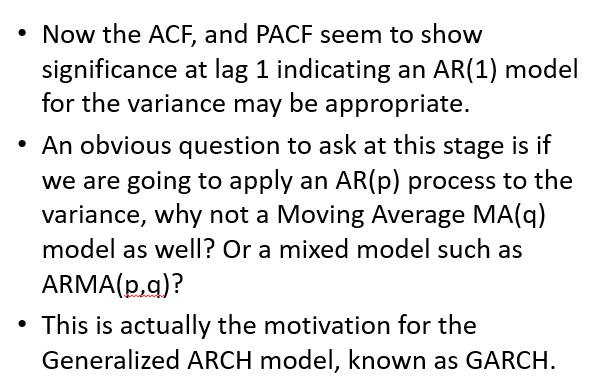 • Now the ACF, and PACF seem to show
significance at lag 1 indicating an AR(1) model
for the variance may be appropriate.
• An obvious question to ask at this stage is if
we are going to apply an AR(p) process to the
variance, why not a Moving Average MA(q)
model as well? Or a mixed model such as
ARMA(p,q)?
• This is actually the motivation for the
Generalized ARCH model, known as GARCH.